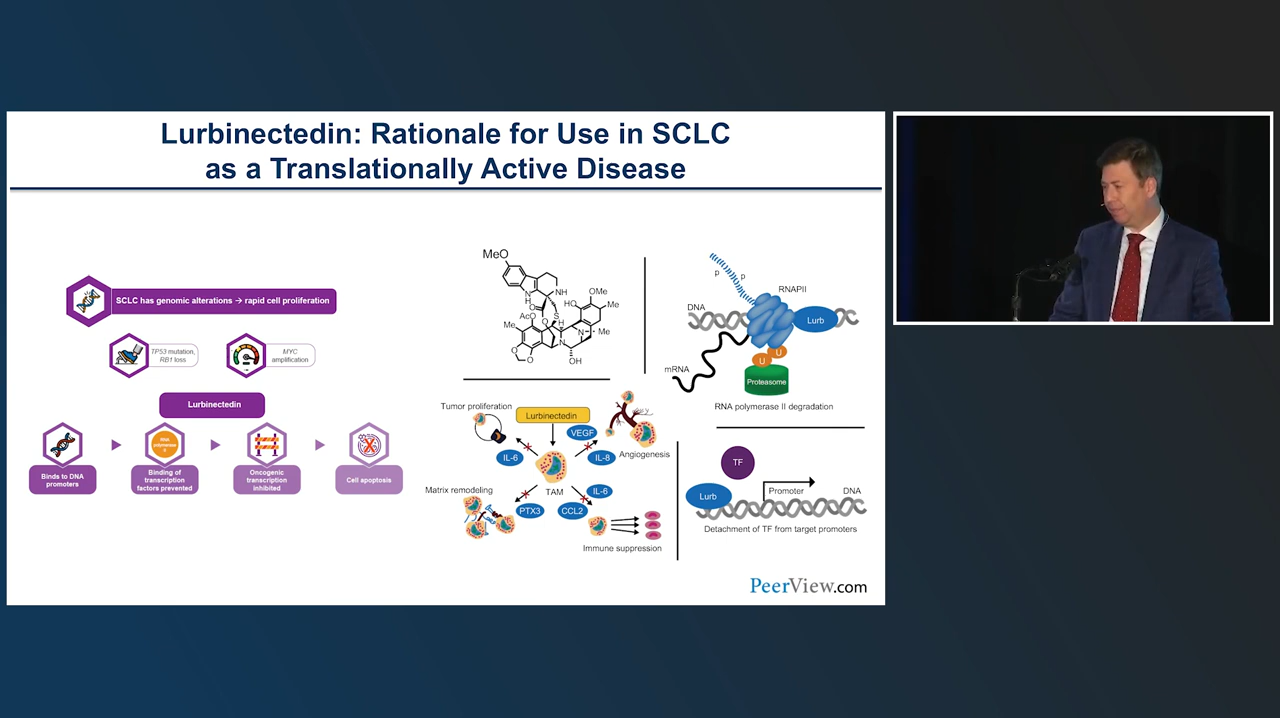 Lurbinectedin: Rationale for Use in SCLC
as a Translationally Active Disease
SCLC has genomic alterations → rapid cell proliferation
TP53 mutation,
RB1 loss
MYC
amplification
Lurbinectedin
RNA
polymerase
II
Binds to DNA
promoters
Binding of
transcription
factors prevented
Oncogenic
transcription
inhibited
Cell apoptosis
MeO
NH
N
H
O
O
S
AcO
Me
O
O
H
N
N
OH
HO
OMe
Me
Me
p
p
RNAPII
DNA
Lurb
mRNA
U
U
Proteasome
RNA polymerase II degradation
Tumor proliferation
Lurbinectedin
VEGF
IL-6
IL-8
Angiogenesis
TAM
Matrix remodeling
IL-6
PTX3
CCL2
Immune suppression
TF
Lurb
Promoter
DNA
Detachment of TF from target promoters
PeerView.com